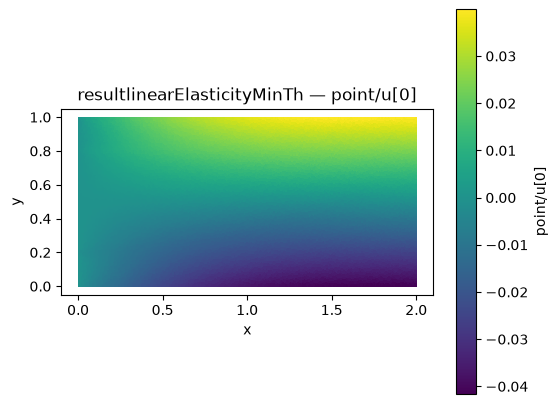 resultlinearElasticityMinTh — point/u[0]
1.0
0.8
0.6
0.4
0.2
0.0
y
0.0 0.5 1.0 1.5 2.0
x
0.03
0.02
0.01
0.00
−0.01
−0.02
−0.03
−0.04
point/u[0]